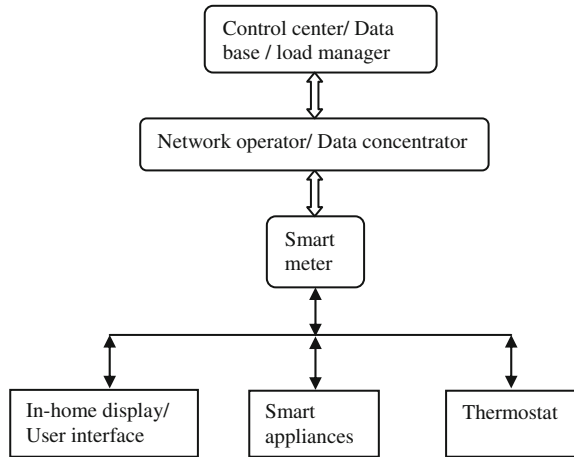 Control center/ Data
base / load manager
Network operator/ Data concentrator
Smart
meter
In-home display/
User interface
Smart
appliances
Thermostat